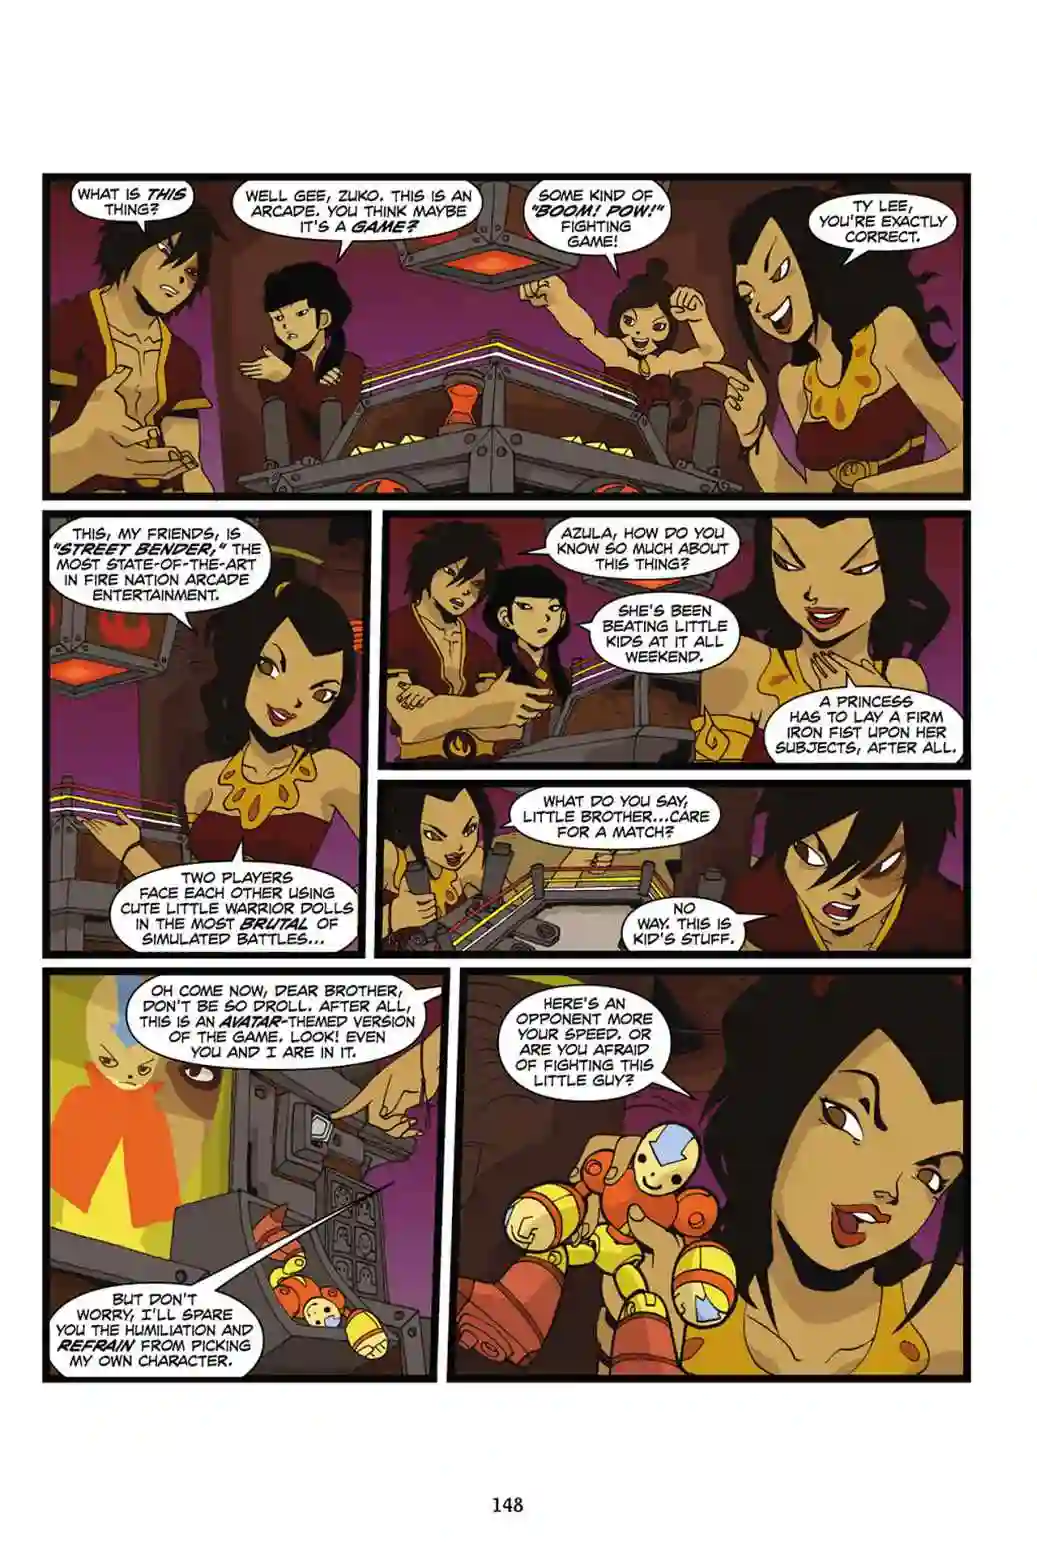 WHAT IS THIS
THING?
WELL GEE, ZUKO. THIS IS AN
ARCADE. YOU THINK MAYBE
IT'S A GAME?
SOME KIND OF
"BOOM! POW!"
FIGHTING
GAME!
TY LEE,
YOU'RE EXACTLY
CORRECT.
THIS, MY FRIENDS, IS
"STREET BENDER," THE
MOST STATE-OF-THE-ART
IN FIRE NATION ARCADE
ENTERTAINMENT.
TWO PLAYERS
FACE EACH OTHER USING
CUTE LITTLE WARRIOR DOLLS
IN THE MOST BRUTAL OF
SIMULATED BATTLES...
AZULA, HOW DO YOU
KNOW SO MUCH ABOUT
THIS THING?
SHE'S BEEN
BEATING LITTLE
KIDS AT IT ALL
WEEKEND.
A PRINCESS
HAS TO LAY A FIRM
IRON FIST UPON HER
SUBJECTS, AFTER ALL.
WHAT DO YOU SAY,
LITTLE BROTHER...CARE
FOR A MATCH?
NO
WAY. THIS IS
KID'S STUFF.
OH COME NOW, DEAR BROTHER,
DON'T BE SO DROLL. AFTER ALL,
THIS IS AN AVATAR-THEMED VERSION
OF THE GAME. LOOK! EVEN
YOU AND I ARE IN IT.
BUT DON'T
WORRY, I'LL SPARE
YOU THE HUMILIATION AND
REFRAIN FROM PICKING
MY OWN CHARACTER.
HERE'S AN
OPPONENT MORE
YOUR SPEED. OR
ARE YOU AFRAID
OF FIGHTING THIS
LITTLE GUY?
148